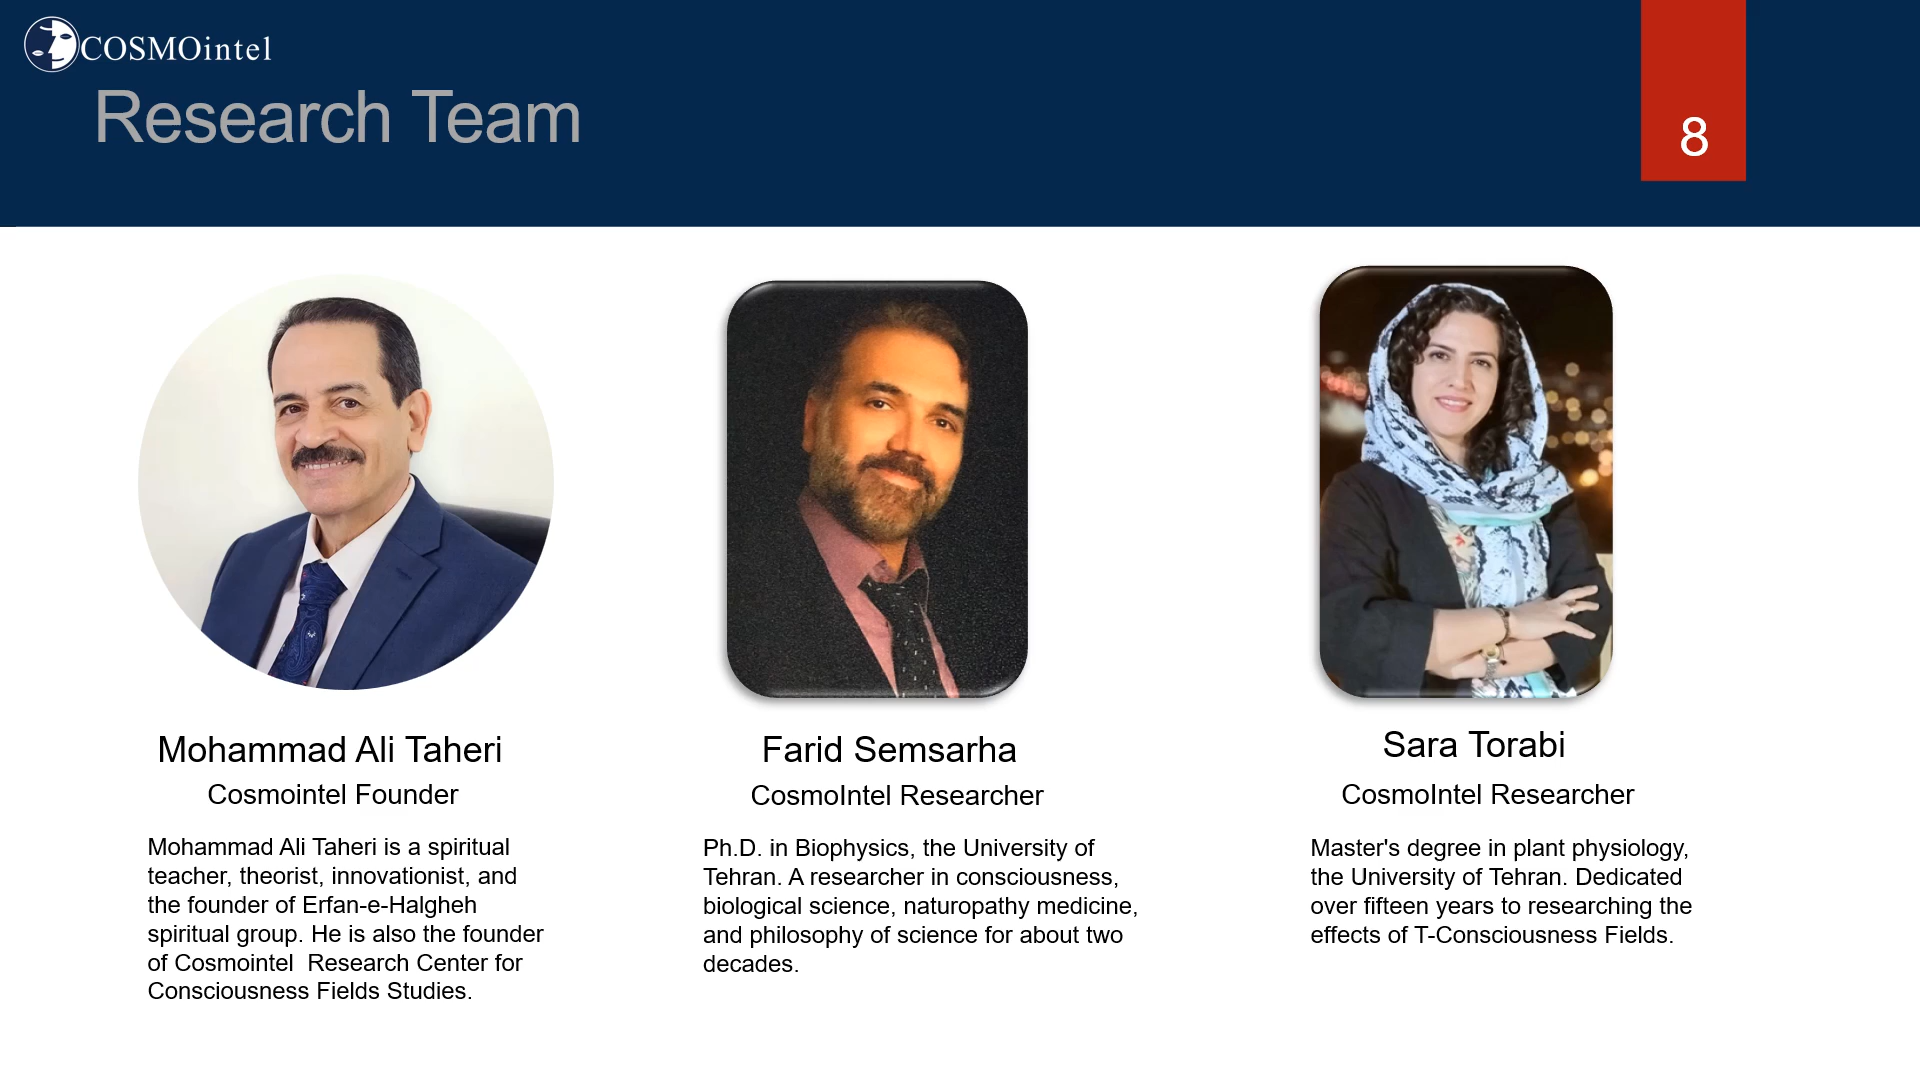 COSMOintel
Research Team
8
Mohammad Ali Taheri
Cosmointel Founder
Mohammad Ali Taheri is a spiritual
teacher, theorist, innovationist, and
the founder of Erfan-e-Halgheh
spiritual group. He is also the founder
of Cosmointel  Research Center for
Consciousness Fields Studies.
Farid Semsarha
CosmoIntel Researcher
Ph.D. in Biophysics, the University of
Tehran. A researcher in consciousness,
biological science, naturopathy medicine,
and philosophy of science for about two
decades.
Sara Torabi
CosmoIntel Researcher
Master's degree in plant physiology,
the University of Tehran. Dedicated
over fifteen years to researching the
effects of T-Consciousness Fields.